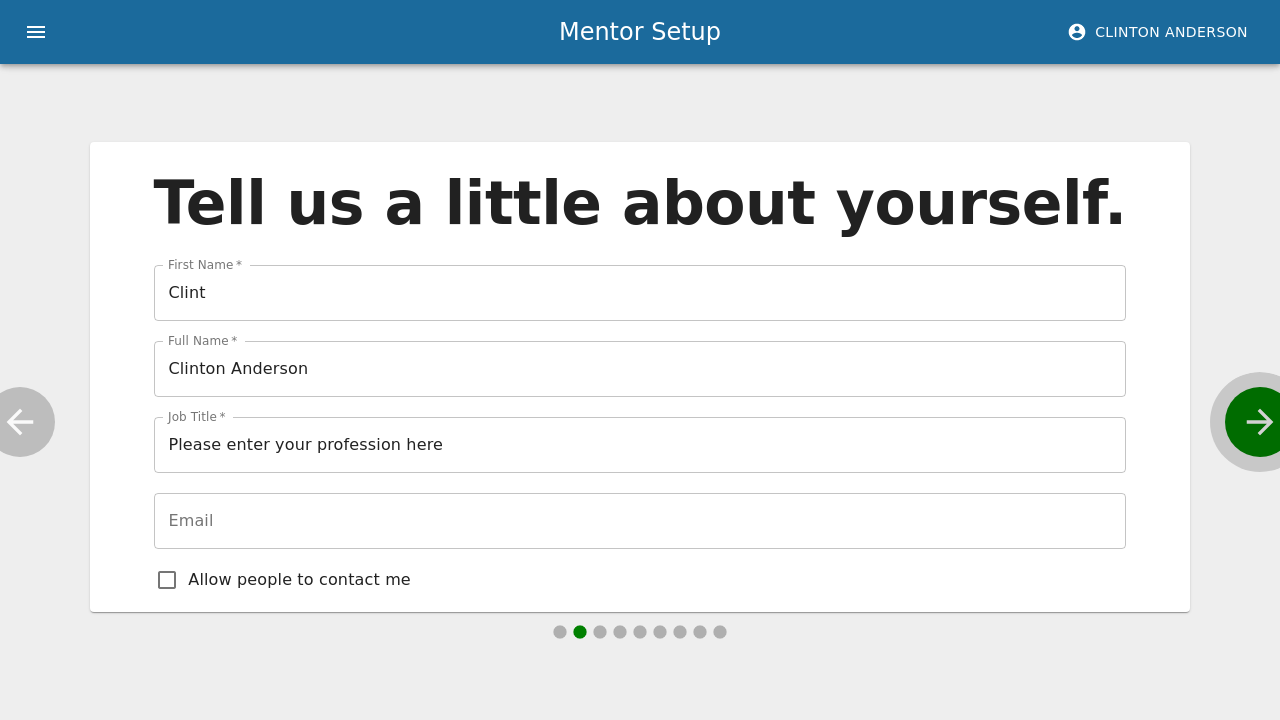 Mentor Setup
CLINTON ANDERSON
Tell us a little about yourself.
First Name *
Clint
Full Name *
Clinton Anderson
Job Title *
Please enter your profession here
Email
Allow people to contact me